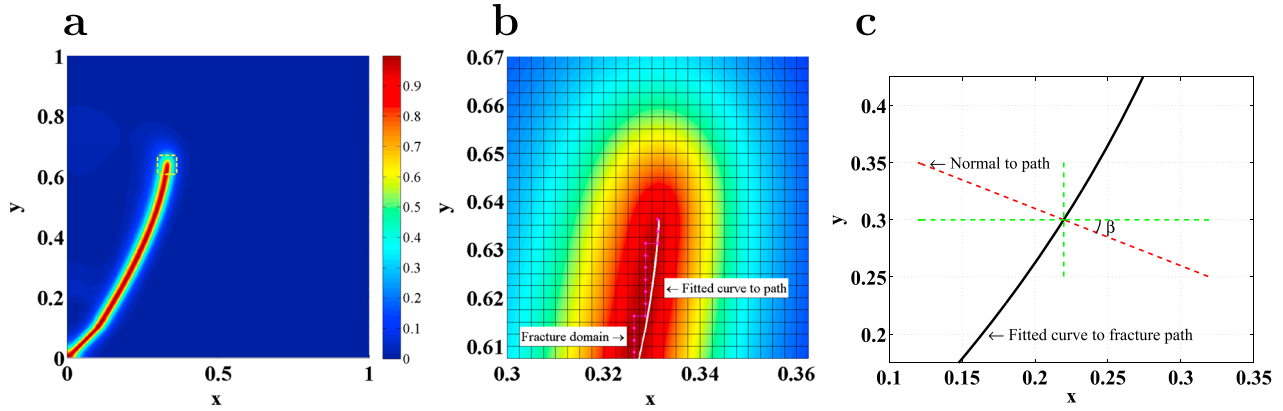 a
b
c
1
0.8
0.6
0.4
0.2
0
y
0
0.5
1
x
0.9
0.8
0.7
0.6
0.5
0.4
0.3
0.2
0.1
0
0.67
0.66
0.65
0.64
0.63
0.62
0.61
y
← Fitted curve to path
Fracture domain →
0.3
0.32
0.34
0.36
x
0.4
0.35
0.3
0.25
0.2
y
← Normal to path
β
← Fitted curve to fracture path
0.1
0.15
0.2
0.25
0.3
0.35
x